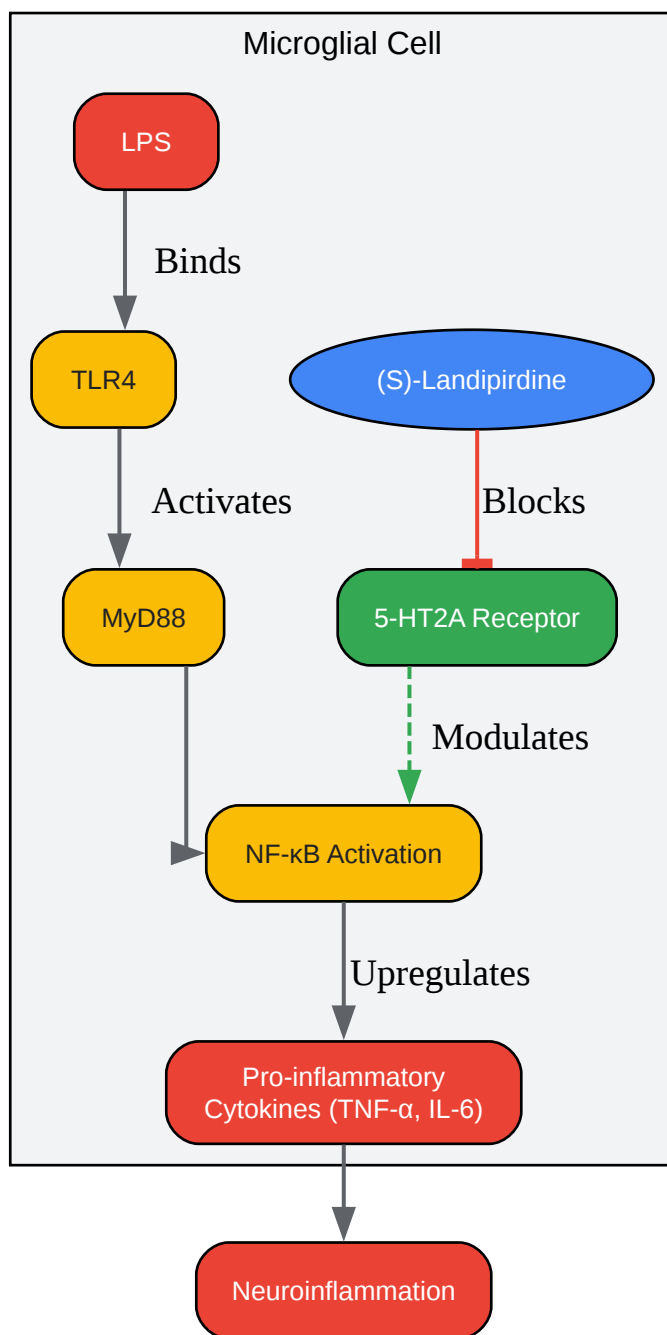 Microglial Cell
LPS
Binds
TLR4
(S)-Landipirdine
Activates
Blocks
MyD88
5-HT2A Receptor
Modulates
NF-κB Activation
Upregulates
Pro-inflammatory
Cytokines (TNF-α, IL-6)
Neuroinflammation